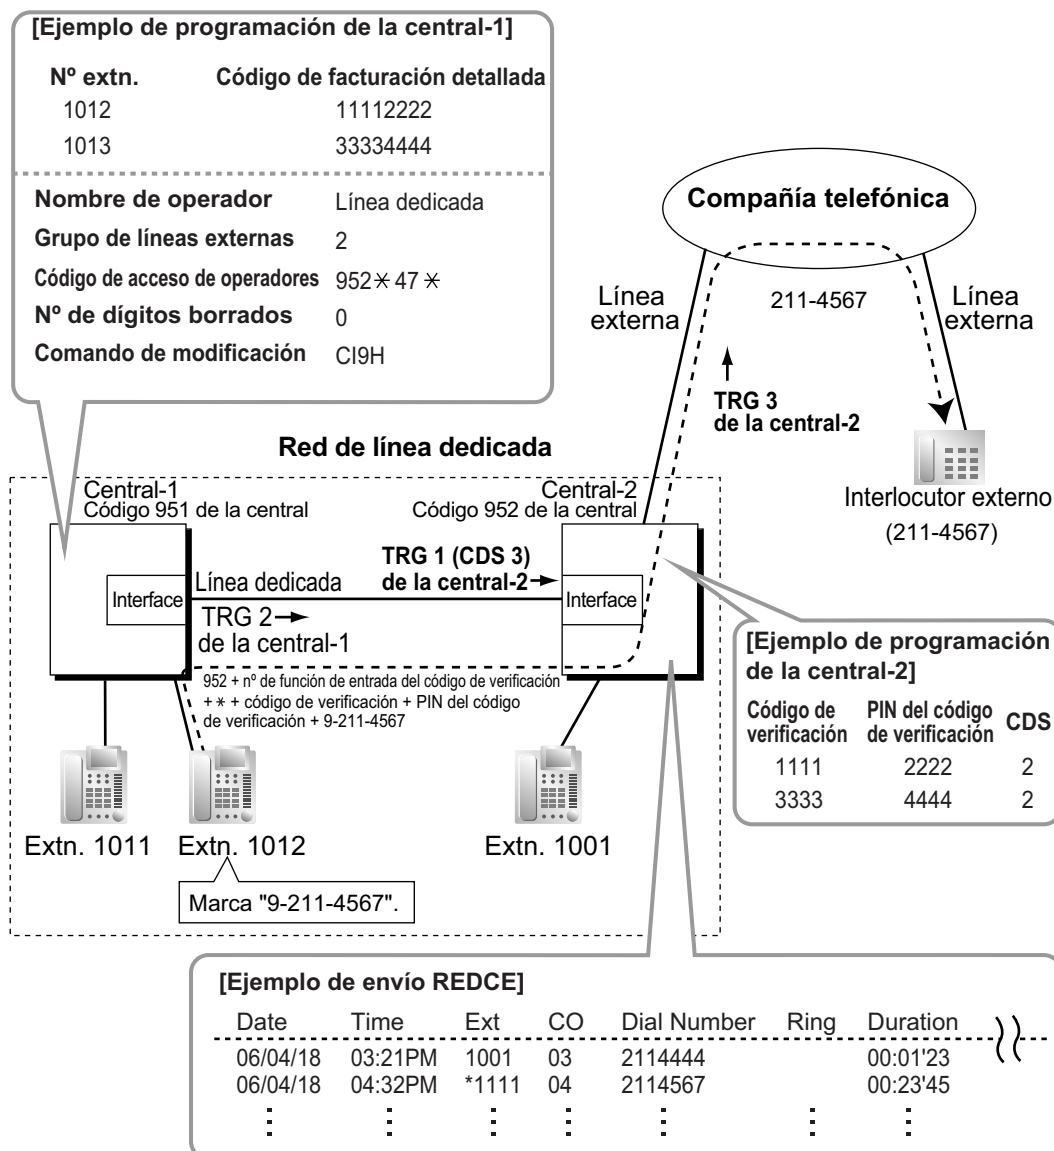 [Ejemplo de programación de la central-1]
Nº extn. Código de facturación detallada
1012 11112222
1013 33334444
Nombre de operador Línea dedicada
Grupo de líneas externas 2
Código de acceso de operadores 952＊47＊
Nº de dígitos borrados 0
Comando de modificación CI9H
Compañía telefónica
Línea
externa
211-4567
Línea
externa
TRG 3
de la central-2
Interlocutor externo
(211-4567)
Red de línea dedicada
Central-1
Código 951 de la central
Central-2
Código 952 de la central
TRG 1 (CDS 3)
de la central-2
Línea dedicada
Interface
Interface
TRG 2
de la central-1
952 + nº de función de entrada del código de verificación
+ ＊ + código de verificación + PIN del código
de verificación + 9-211-4567
[Ejemplo de programación
de la central-2]
Código de
verificación
PIN del código
de verificación
CDS
1111 2222 2
3333 4444 2
Extn. 1011
Extn. 1012
Extn. 1001
Marca "9-211-4567".
[Ejemplo de envío REDCE]
Date Time Ext CO Dial Number Ring Duration
06/04/18 03:21PM 1001 03 2114444 00:01'23
06/04/18 04:32PM *1111 04 2114567 00:23'45